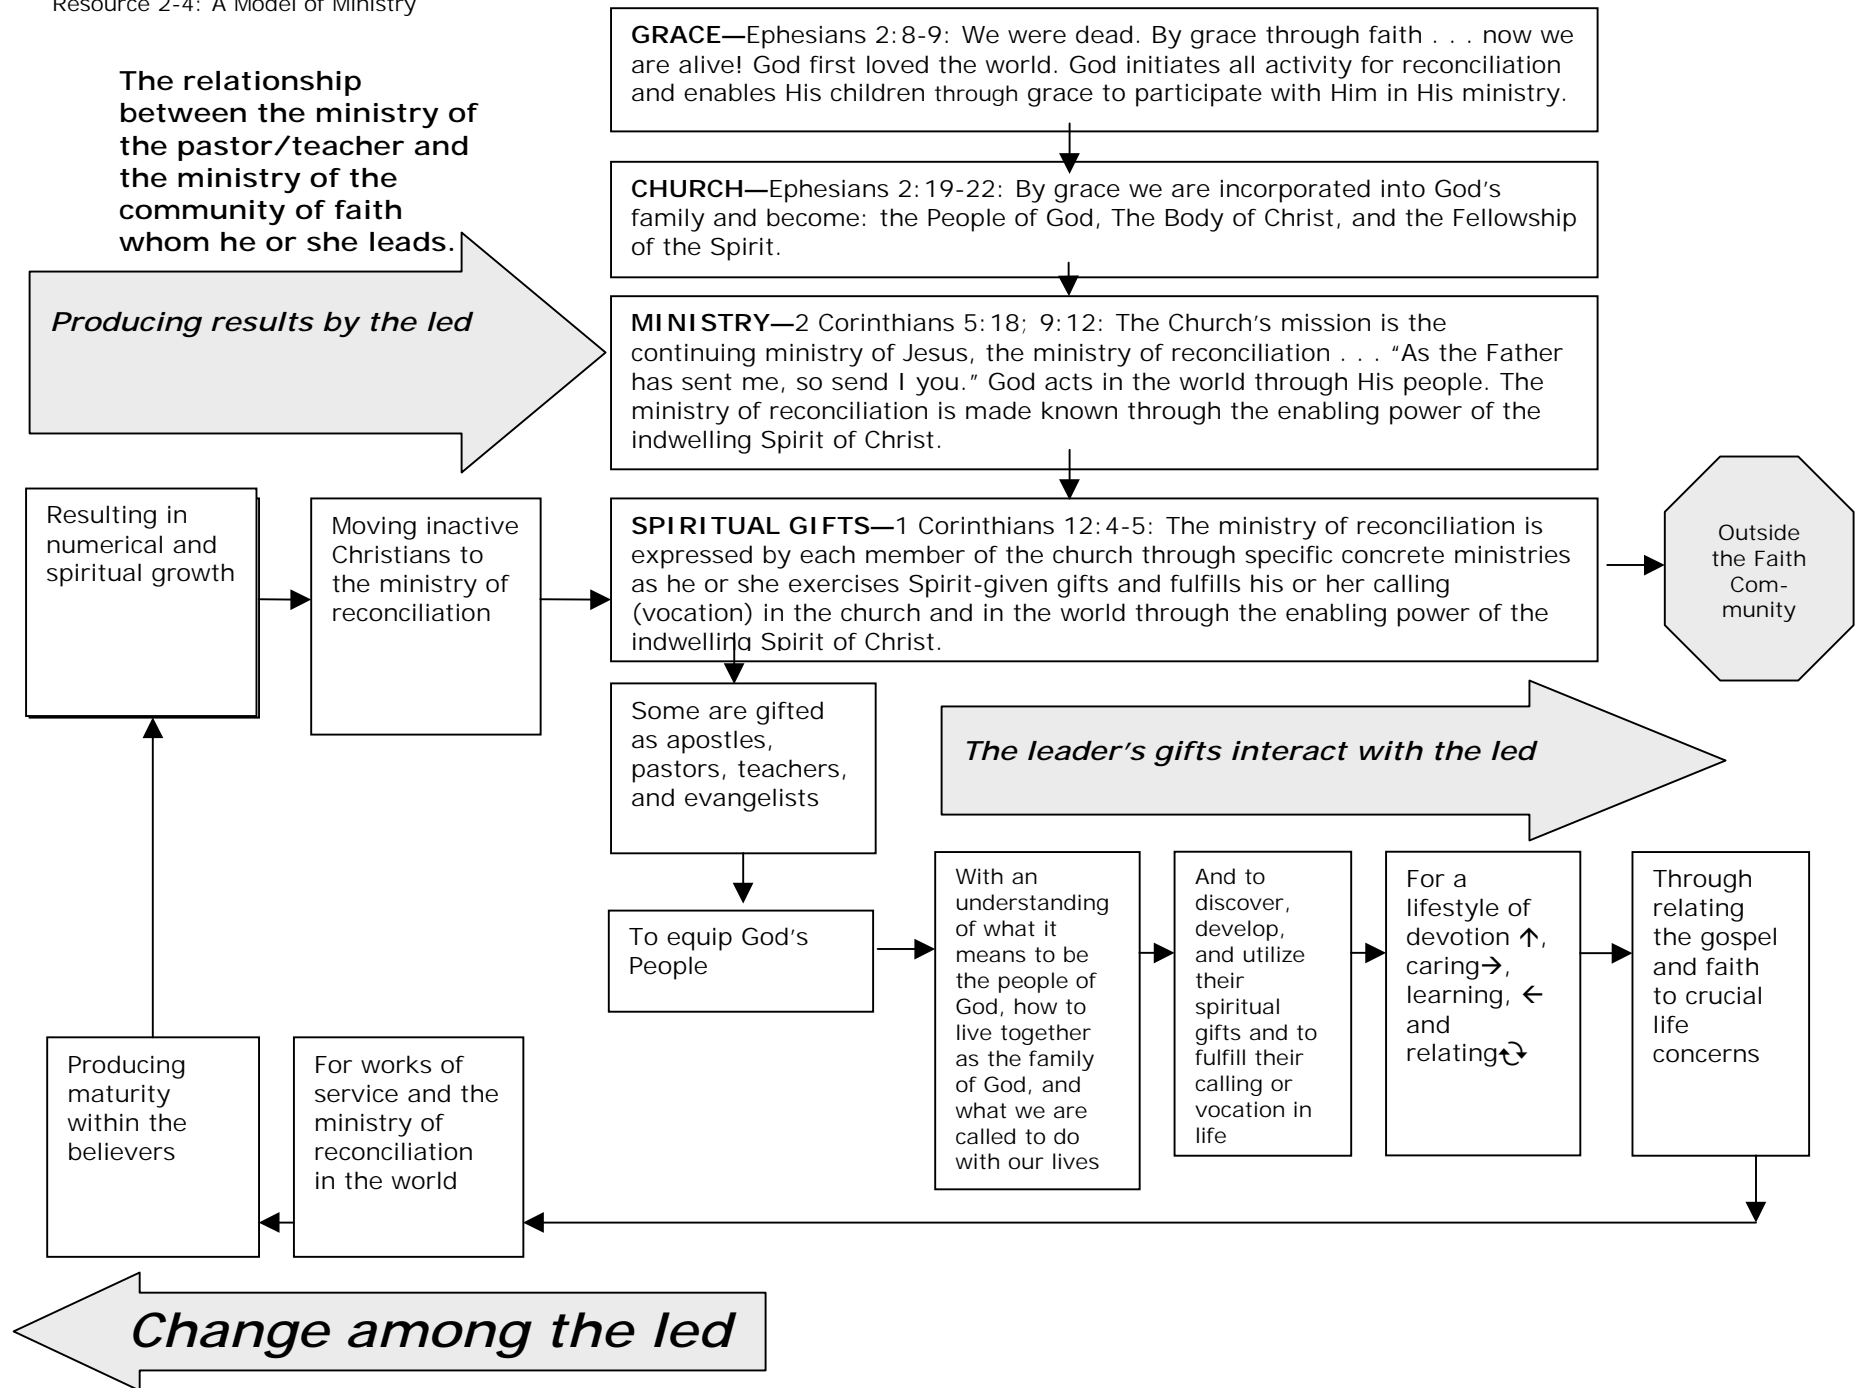 Resource 2-4: A Model of Ministry
The relationship
between the ministry of
the pastor/teacher and
the ministry of the
community of faith
whom he or she leads.
GRACE—Ephesians 2:8-9: We were dead. By grace through faith . . . now we
are alive! God first loved the world. God initiates all activity for reconciliation
and enables His children through grace to participate with Him in His ministry.
CHURCH—Ephesians 2:19-22: By grace we are incorporated into God's
family and become: the People of God, The Body of Christ, and the Fellowship
of the Spirit.
Producing results by the led
MINISTRY—2 Corinthians 5:18; 9:12: The Church's mission is the
continuing ministry of Jesus, the ministry of reconciliation . . . “As the Father
has sent me, so send I you.” God acts in the world through His people. The
ministry of reconciliation is made known through the enabling power of the
indwelling Spirit of Christ.
Resulting in
numerical and
spiritual growth
Moving inactive
Christians to
the ministry of
reconciliation
SPIRITUAL GIFTS—1 Corinthians 12:4-5: The ministry of reconciliation is
expressed by each member of the church through specific concrete ministries
as he or she exercises Spirit-given gifts and fulfills his or her calling
(vocation) in the church and in the world through the enabling power of the
indwelling Spirit of Christ.
Outside
the Faith
Com-
munity
Some are gifted
as apostles,
pastors, teachers,
and evangelists
The leader's gifts interact with the led
To equip God's
People
With an
understanding
of what it
means to be
the people of
God, how to
live together
as the family
of God, and
what we are
called to do
with our lives
And to
discover,
develop,
and utilize
their
spiritual
gifts and to
fulfill their
calling or
vocation in
life
For a
lifestyle of
devotion ↑,
caring→,
learning, ←
and
relating🗘
Through
relating
the gospel
and faith
to crucial
life
concerns
Producing
maturity
within the
believers
For works of
service and the
ministry of
reconciliation
in the world
Change among the led